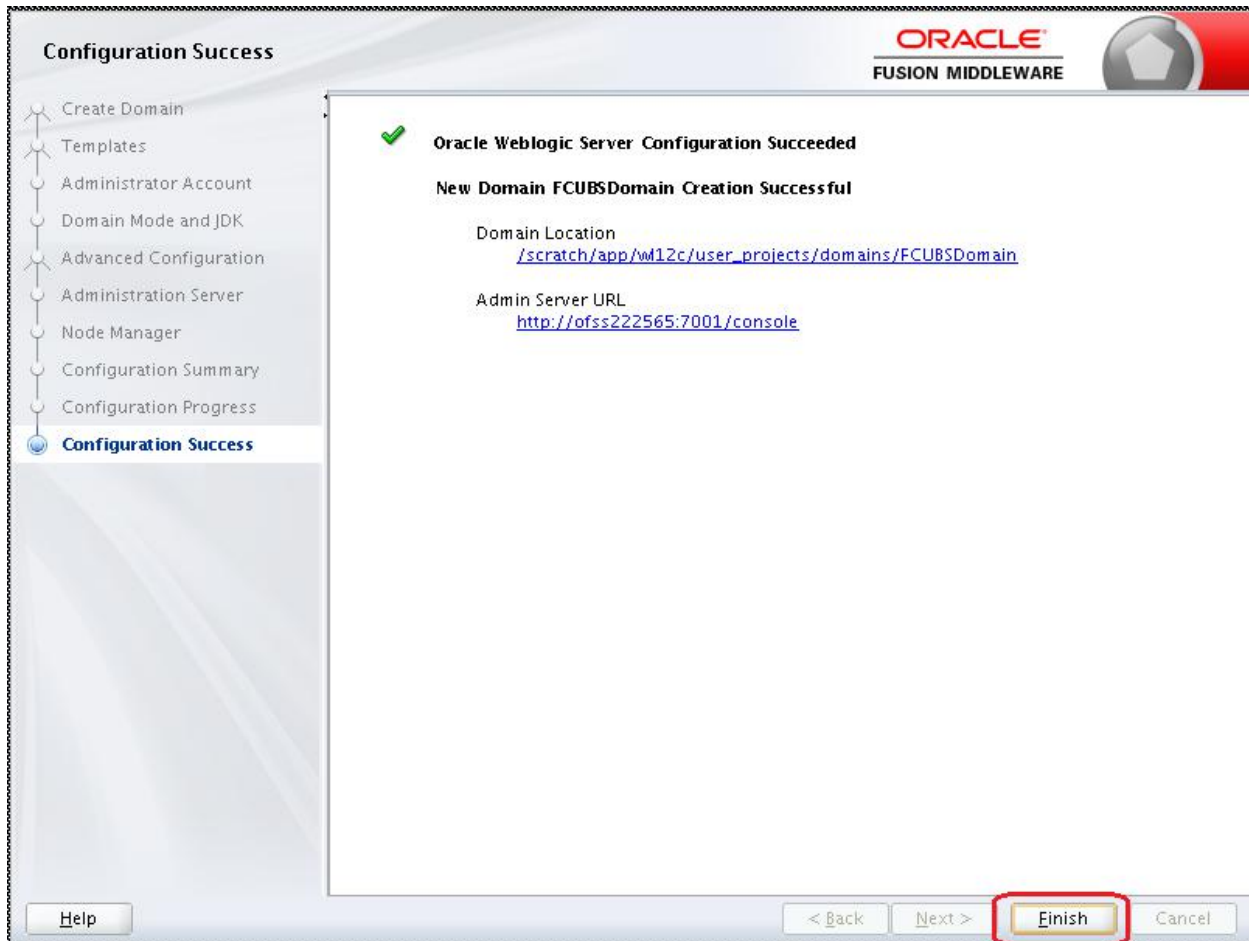 Configuration Success
ORACLE
FUSION MIDDLEWARE
Create Domain
Templates
Administrator Account
Domain Mode and JDK
Advanced Configuration
Administration Server
Node Manager
Configuration Summary
Configuration Progress
Configuration Success
Oracle Weblogic Server Configuration Succeeded
New Domain FCUBSDomain Creation Successful
Domain Location
/scratch/app/wl12c/user_projects/domains/FCUBSDomain
Admin Server URL
http://ofss222565:7001/console
Help
< Back Next > Finish Cancel